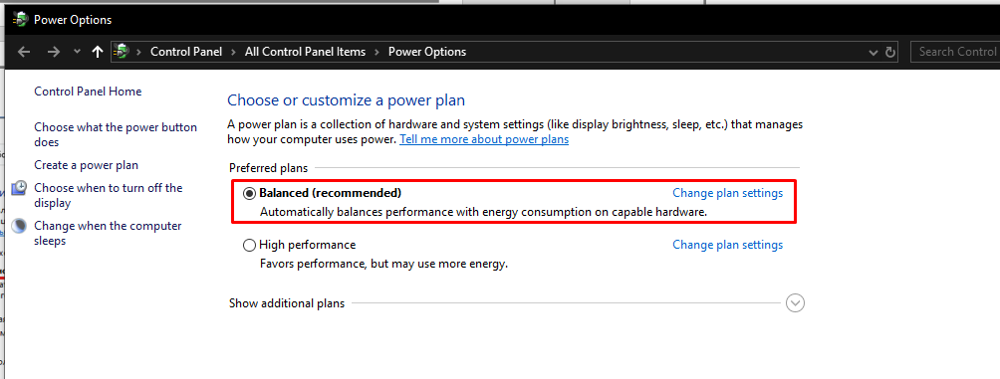 Power Options
Control Panel > All Control Panel Items > Power Options
Search Control
Control Panel Home
Choose what the power button
does
Create a power plan
Choose when to turn off the
display
Change when the computer
sleeps
Choose or customize a power plan
A power plan is a collection of hardware and system settings (like display brightness, sleep, etc.) that manages
how your computer uses power. Tell me more about power plans
Preferred plans
Balanced (recommended) Change plan settings
Automatically balances performance with energy consumption on capable hardware.
High performance Change plan settings
Favors performance, but may use more energy.
Show additional plans